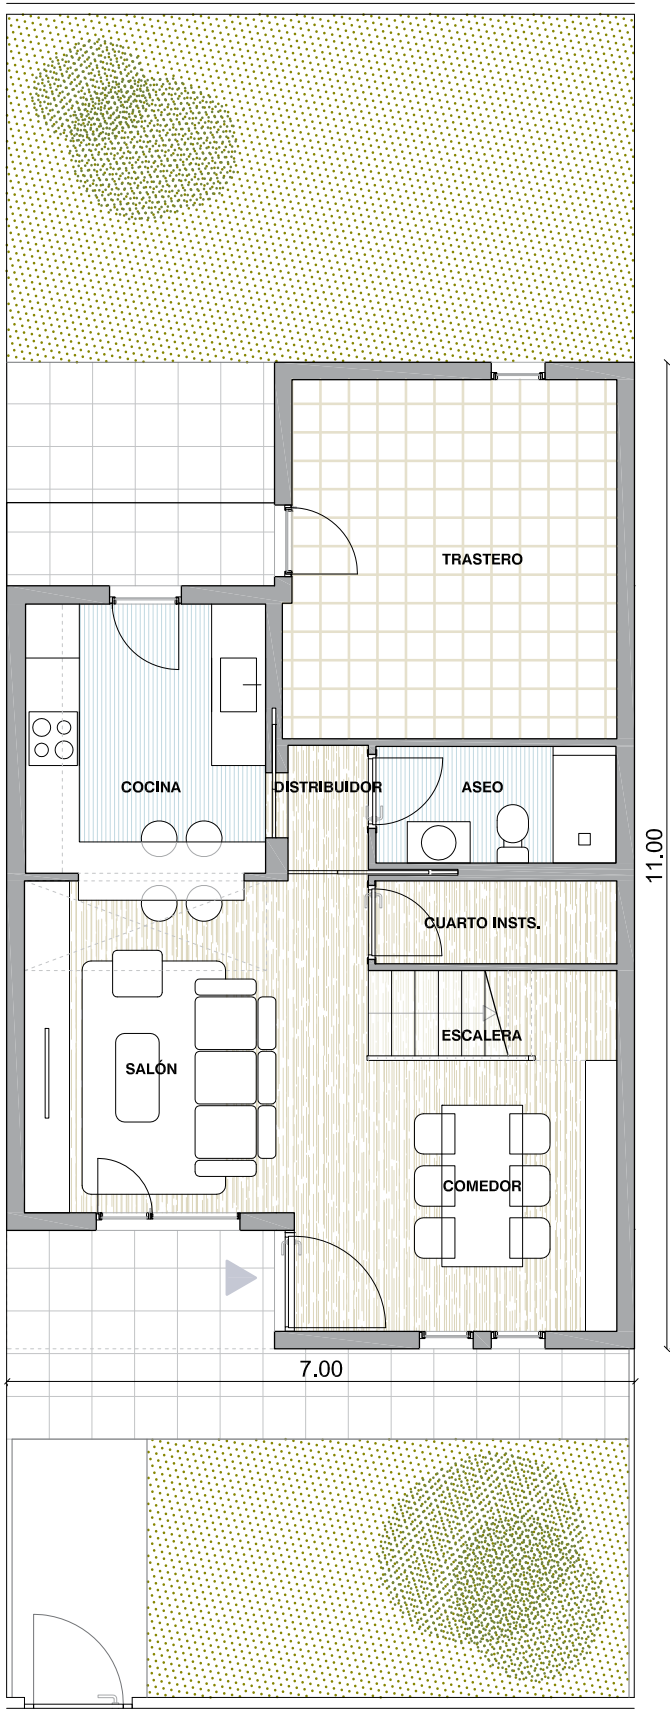 TRASTERO
COCINA
DISTRIBUIDOR
ASEO
11.00
CUARTO INSTS.
ESCALERA
SALÓN
COMEDOR
7.00